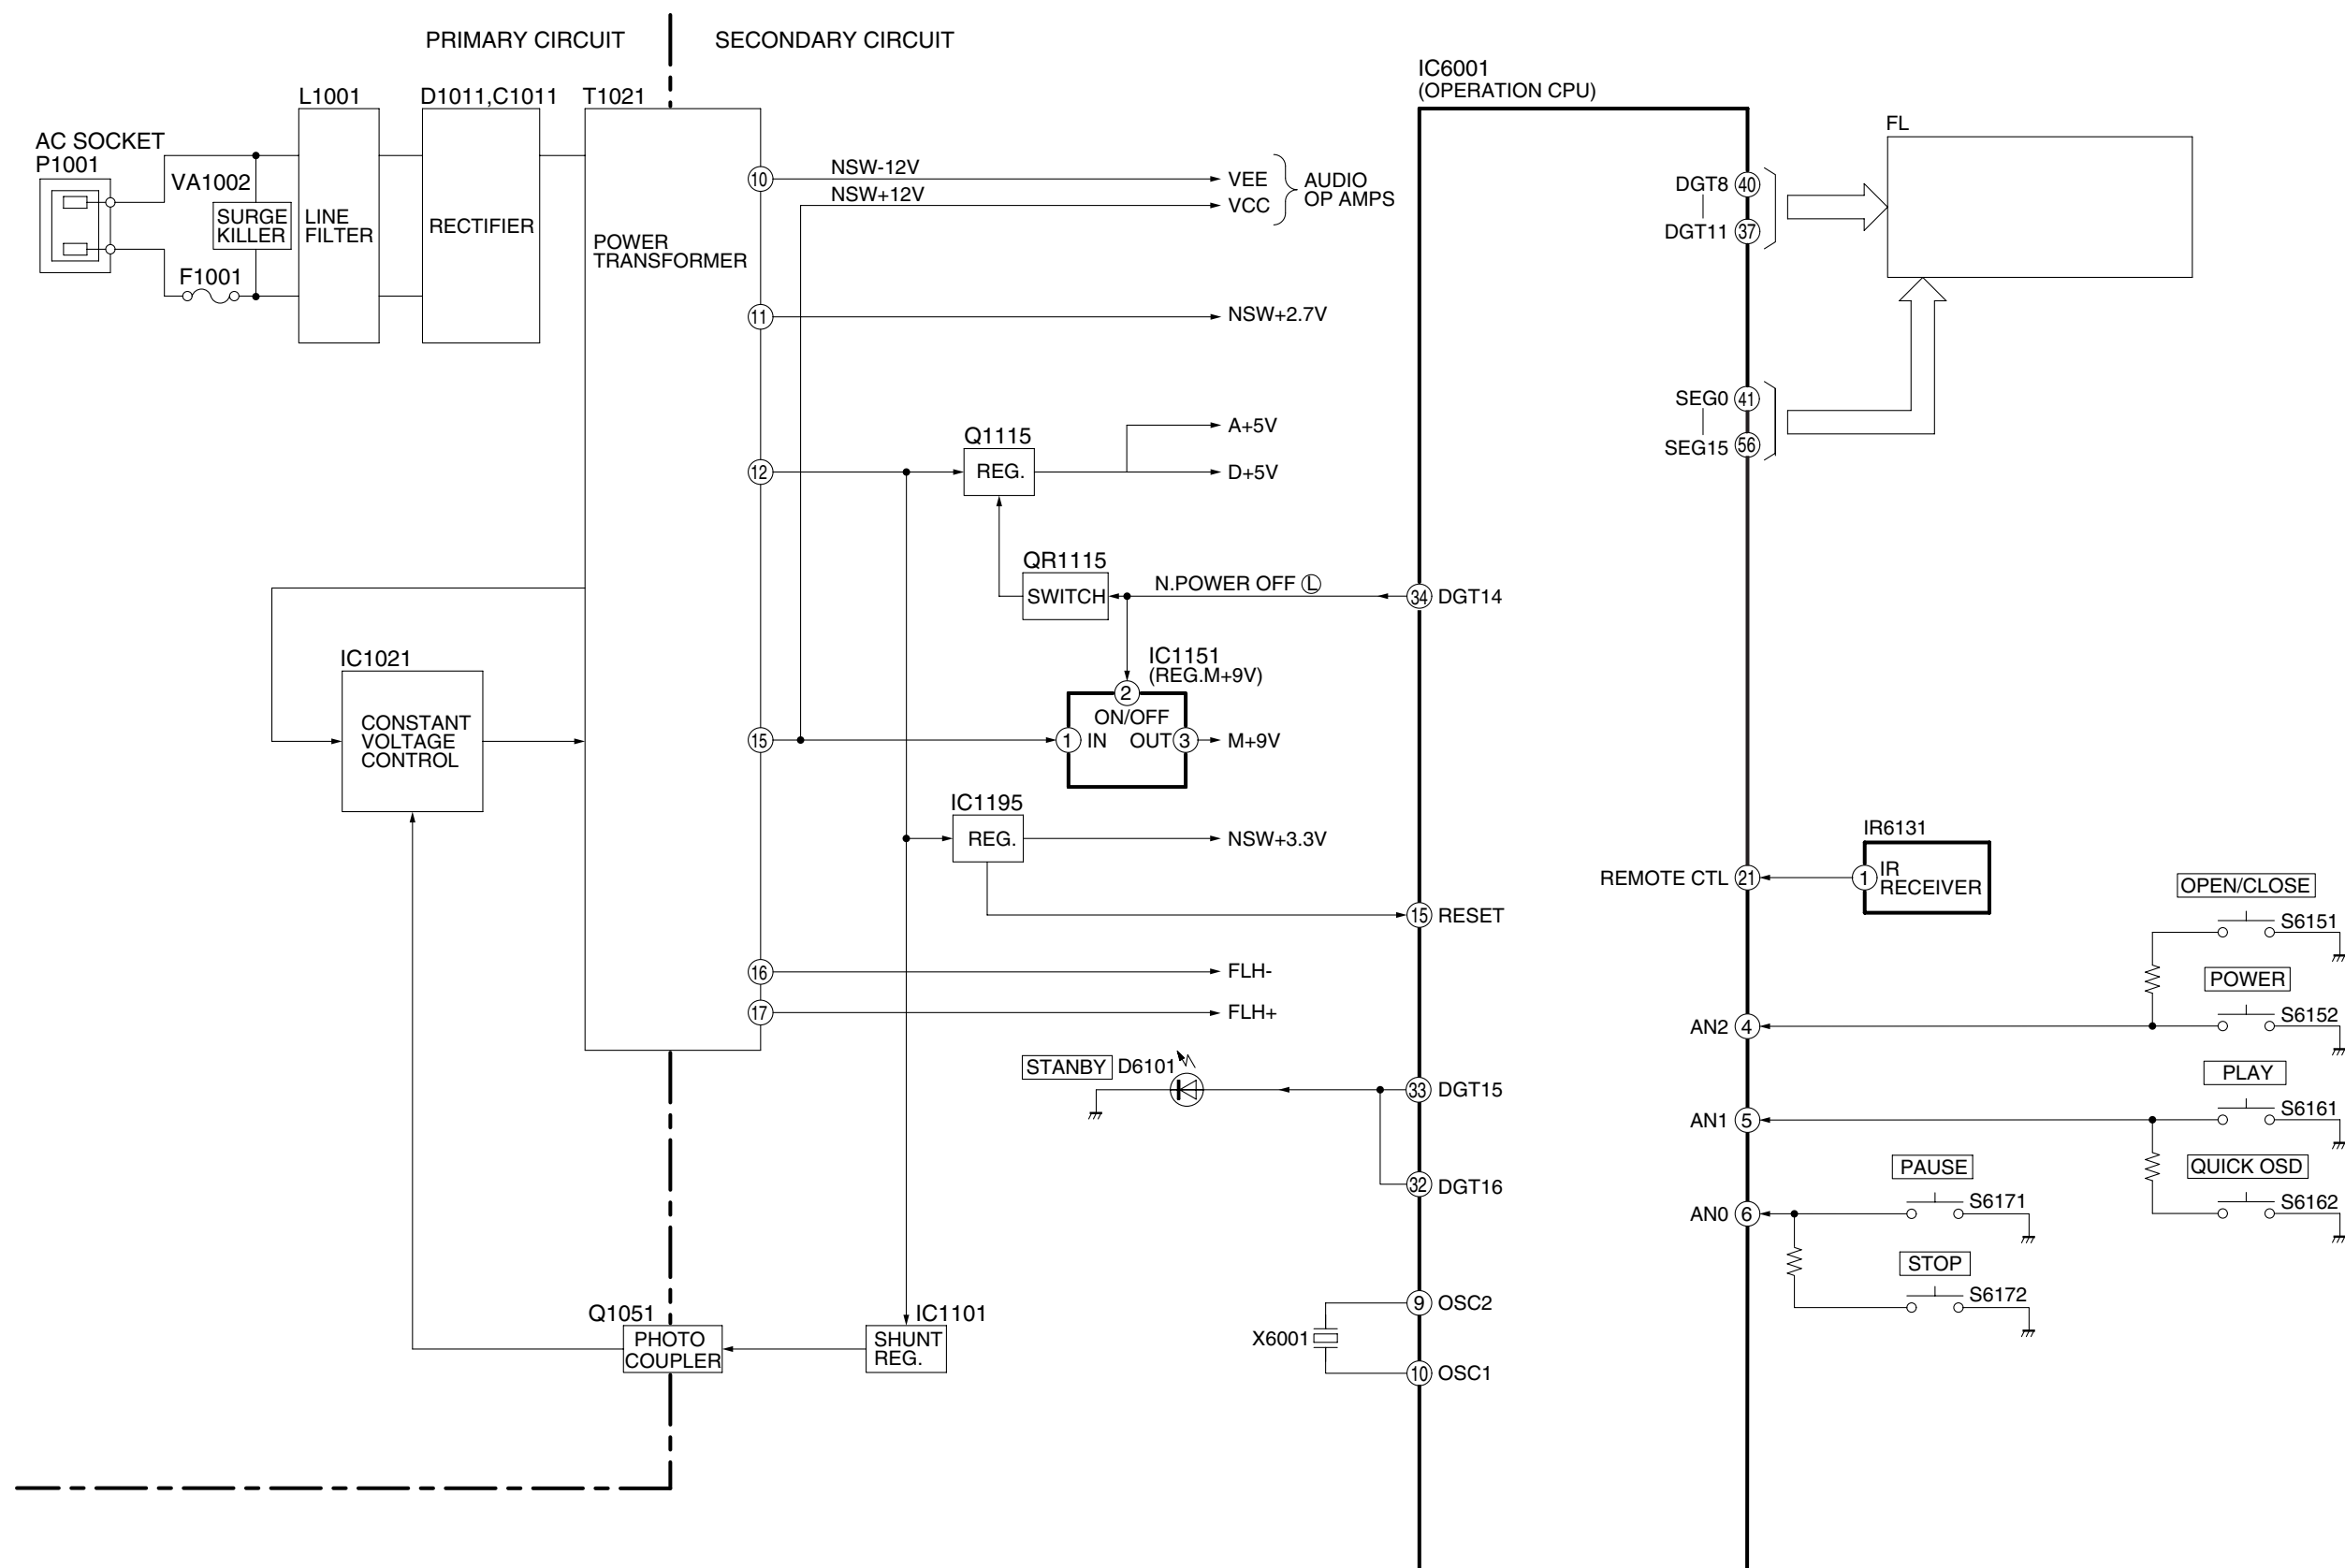 PRIMARY CIRCUIT
SECONDARY CIRCUIT
AC SOCKET
P1001
VA1002
SURGE
KILLER
F1001
L1001
LINE
FILTER
D1011,C1011
RECTIFIER
T1021
POWER
TRANSFORMER
10
NSW-12V
VEE
NSW+12V
VCC
AUDIO
OP AMPS
11
NSW+2.7V
12
Q1115
REG.
A+5V
D+5V
QR1115
SWITCH
N.POWER OFF L
34
DGT14
IC1151
(REG.M+9V)
2
ON/OFF
15
1
IN
OUT
3
M+9V
IC1021
CONSTANT
VOLTAGE
CONTROL
IC1195
REG.
NSW+3.3V
15
RESET
16
FLH-
17
FLH+
STANBY
D6101
33
DGT15
32
DGT16
Q1051
PHOTO
COUPLER
IC1101
SHUNT
REG.
X6001
9
OSC2
10
OSC1
IC6001
(OPERATION CPU)
FL
DGT8
40
DGT11
37
SEG0
41
SEG15
56
REMOTE CTL
21
IR6131
1
IR
RECEIVER
OPEN/CLOSE
S6151
POWER
S6152
AN2
4
PLAY
S6161
AN1
5
QUICK OSD
S6162
PAUSE
S6171
AN0
6
STOP
S6172